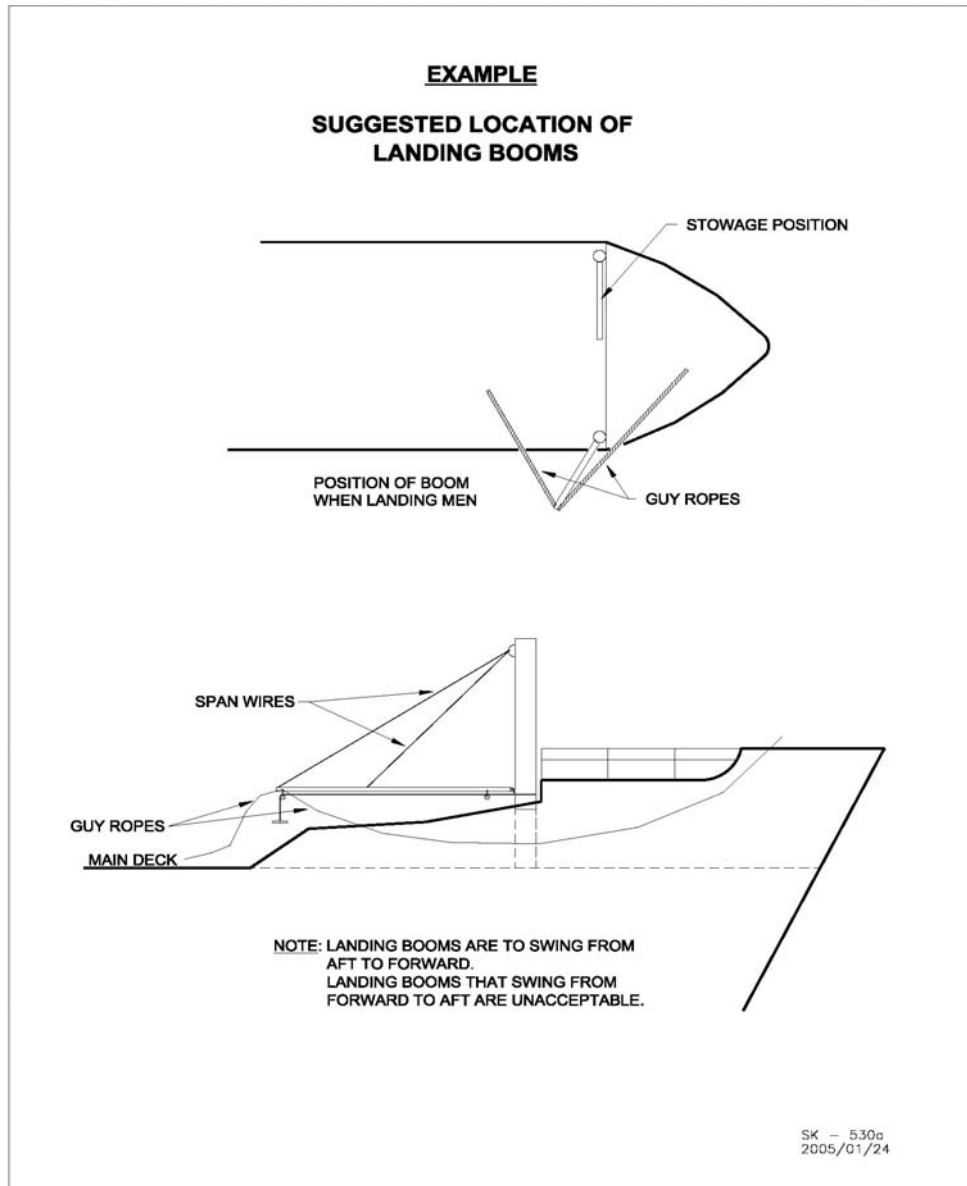 EXAMPLE
SUGGESTED LOCATION OF
LANDING BOOMS
STOWAGE POSITION
POSITION OF BOOM
WHEN LANDING MEN
GUY ROPES
SPAN WIRES
GUY ROPES
MAIN DECK
NOTE: LANDING BOOMS ARE TO SWING FROM
AFT TO FORWARD.
LANDING BOOMS THAT SWING FROM
FORWARD TO AFT ARE UNACCEPTABLE.
SK - 530a
2005/01/24